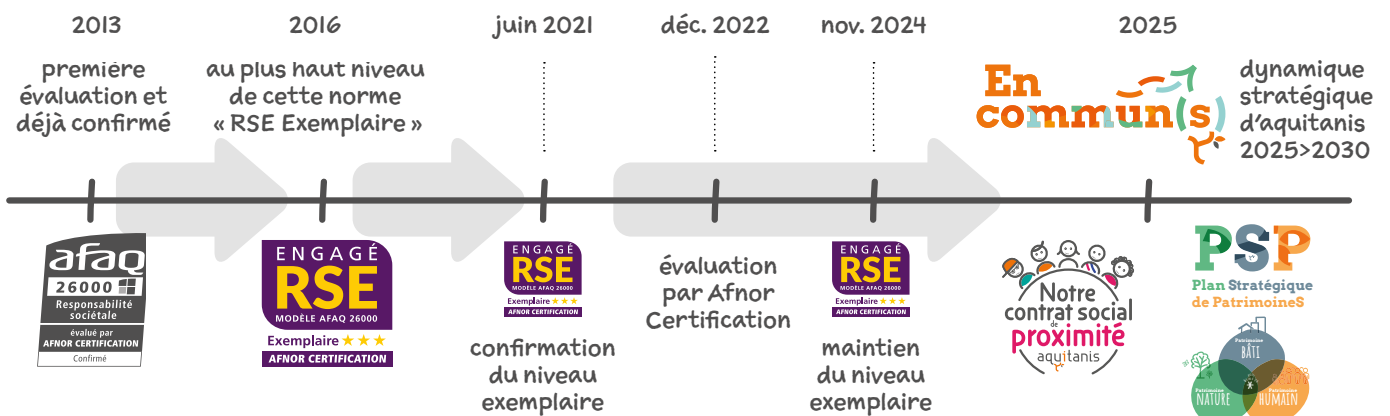 2013
première
évaluation et
déjà confirmé
2016
au plus haut niveau
de cette norme
« RSE Exemplaire »
juin 2021
déc. 2022
nov. 2024
2025
En
commun(s)
dynamique
stratégique
d’aquitanis
2025>2030
afaq
26000
Responsabilité
sociétale
évalué par
AFNOR CERTIFICATION
Confirmé
ENGAGÉ
RSE
MODÈLE AFAQ 26000
Exemplaire ★★★
AFNOR CERTIFICATION
ENGAGÉ
RSE
MODÈLE AFAQ 26000
Exemplaire ★★★
AFNOR CERTIFICATION
confirmation
du niveau
exemplaire
évaluation
par Afnor
Certification
ENGAGÉ
RSE
MODÈLE AFAQ 26000
Exemplaire ★★★
AFNOR CERTIFICATION
maintien
du niveau
exemplaire
Notre
contrat social
de
proximité
aquitanis
PSP
Plan Stratégique
de PatrimoineS
Patrimoine
BÂTI
Patrimoine
NATURE
Patrimoine
HUMAIN